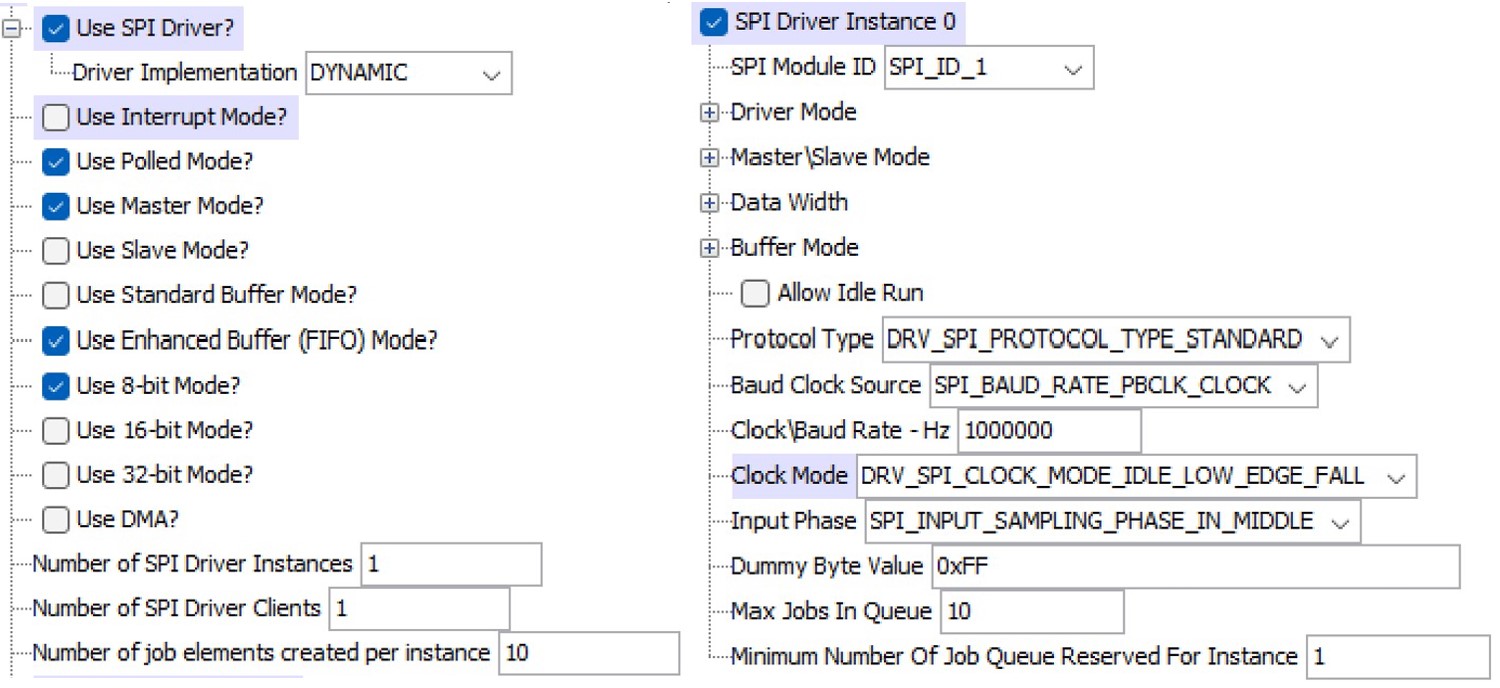 Use SPI Driver?
Driver Implementation DYNAMIC
Use Interrupt Mode?
Use Polled Mode?
Use Master Mode?
Use Slave Mode?
Use Standard Buffer Mode?
Use Enhanced Buffer (FIFO) Mode?
Use 8-bit Mode?
Use 16-bit Mode?
Use 32-bit Mode?
Use DMA?
Number of SPI Driver Instances 1
Number of SPI Driver Clients 1
Number of job elements created per instance 10
SPI Driver Instance 0
SPI Module ID SPI_ID_1
Driver Mode
Master\Slave Mode
Data Width
Buffer Mode
Allow Idle Run
Protocol Type DRV_SPI_PROTOCOL_TYPE_STANDARD
Baud Clock Source SPI_BAUD_RATE_PBCLK_CLOCK
Clock\Baud Rate - Hz 1000000
Clock Mode DRV_SPI_CLOCK_MODE_IDLE_LOW_EDGE_FALL
Input Phase SPI_INPUT_SAMPLING_PHASE_IN_MIDDLE
Dummy Byte Value 0xFF
Max Jobs In Queue 10
Minimum Number Of Job Queue Reserved For Instance 1